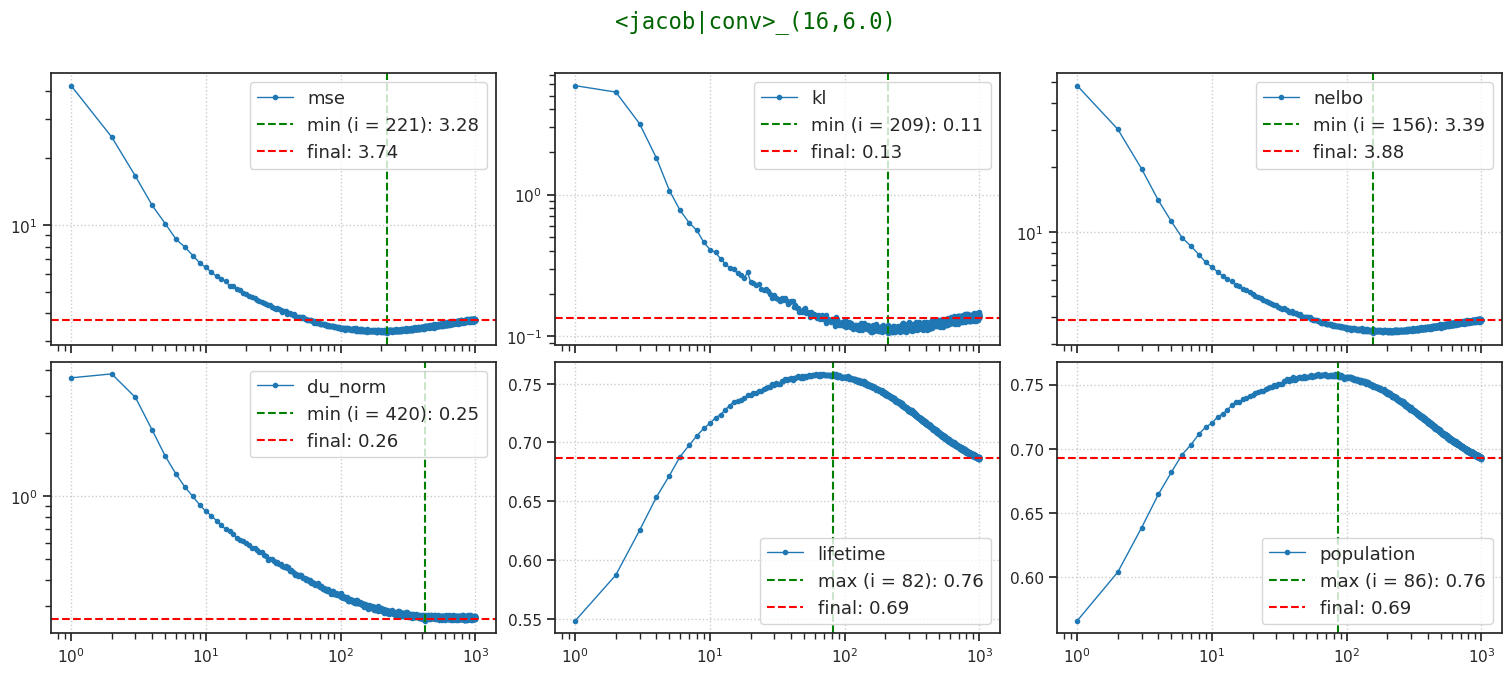 <jacob|conv>_(16,6.0)
mse
min (i = 221): 3.28
final: 3.74
10¹
kl
min (i = 209): 0.11
final: 0.13
10⁰
10⁻¹
nelbo
min (i = 156): 3.39
final: 3.88
10¹
du_norm
min (i = 420): 0.25
final: 0.26
10⁰
10⁰ 10¹ 10² 10³
0.75
0.70
0.65
0.60
0.55
lifetime
max (i = 82): 0.76
final: 0.69
10⁰ 10¹ 10² 10³
0.75
0.70
0.65
0.60
population
max (i = 86): 0.76
final: 0.69
10⁰ 10¹ 10² 10³